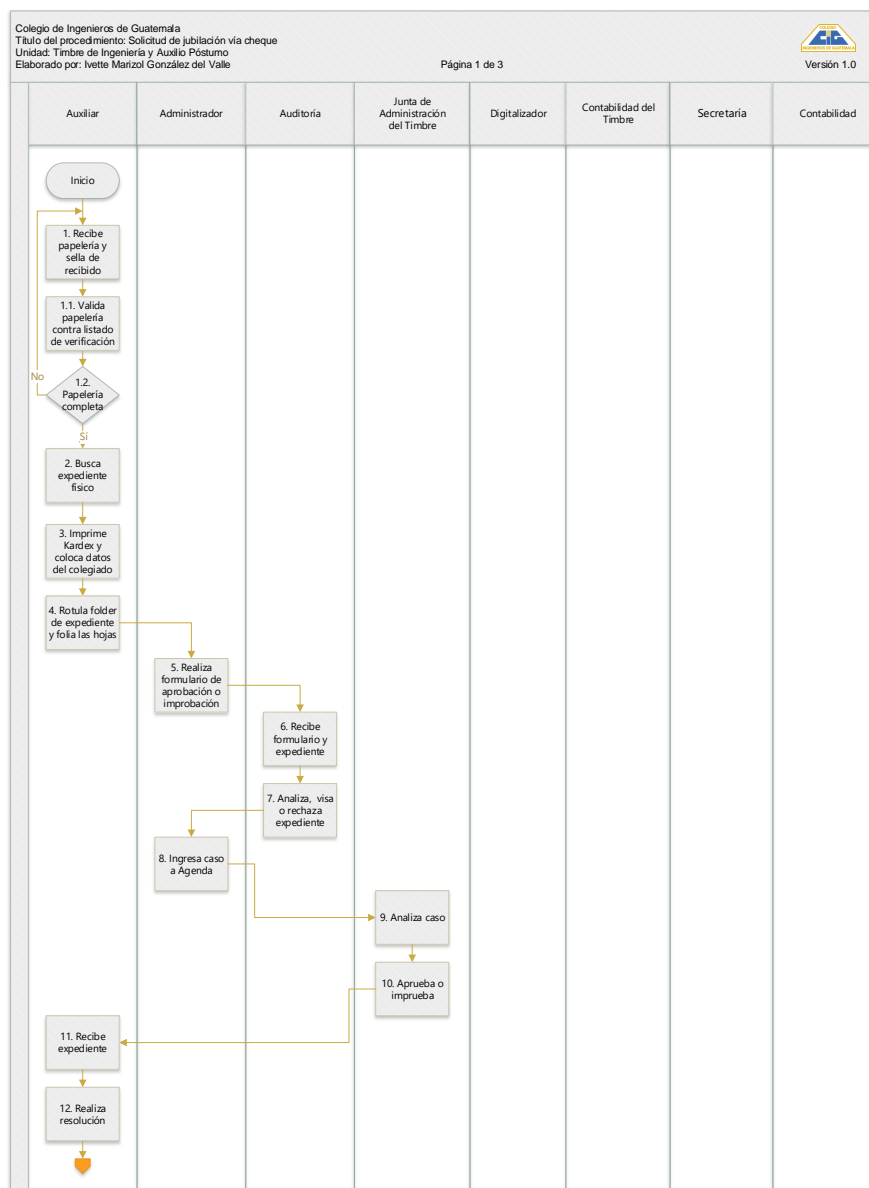 Colegio de Ingenieros de Guatemala
Título del procedimiento: Solicitud de jubilación vía cheque
Unidad: Timbre de Ingeniería y Auxilio Póstumo
Elaborado por: Ivette Marizol González del Valle
Página 1 de 3
COLEGIO
CIG
INGENIEROS DE GUATEMALA
Versión 1.0
Auxiliar
Administrador
Auditoría
Junta de
Administración
del Timbre
Digitalizador
Contabilidad del
Timbre
Secretaría
Contabilidad
Inicio
1. Recibe
papelería y
sella de
recibido
1.1. Valida
papelería
contra listado
de verificación
No
1.2.
Papelería
completa
Sí
2. Busca
expediente
físico
3. Imprime
Kardex y
coloca datos
del colegiado
4. Rotula folder
de expediente
y folia las hojas
5. Realiza
formulario de
aprobación o
improbación
6. Recibe
formulario y
expediente
7. Analiza, visa
o rechaza
expediente
8. Ingresa caso
a Agenda
9. Analiza caso
10. Aprueba o
imprueba
11. Recibe
expediente
12. Realiza
resolución